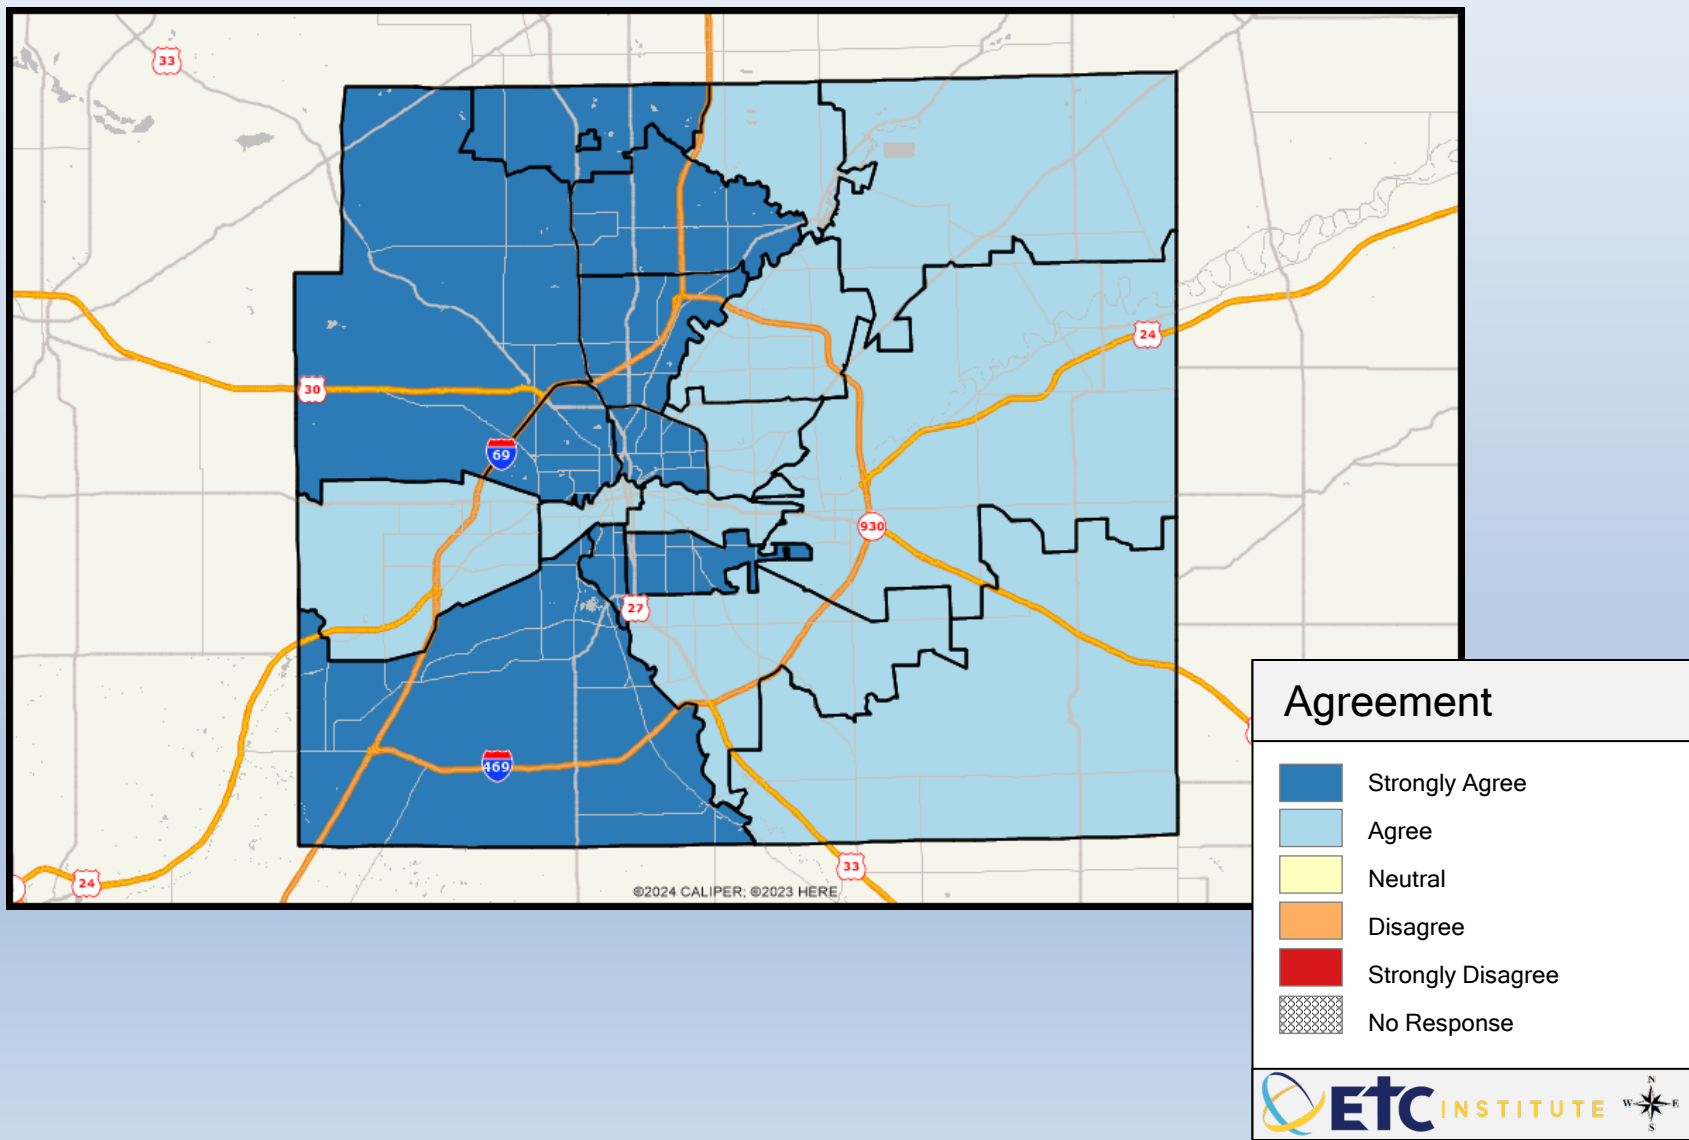 33
30
24
69
930
27
469
33
24
©2024 CALIPER; ©2023 HERE
Agreement
Strongly Agree
Agree
Neutral
Disagree
Strongly Disagree
No Response
ETC INSTITUTE
N
W E
S